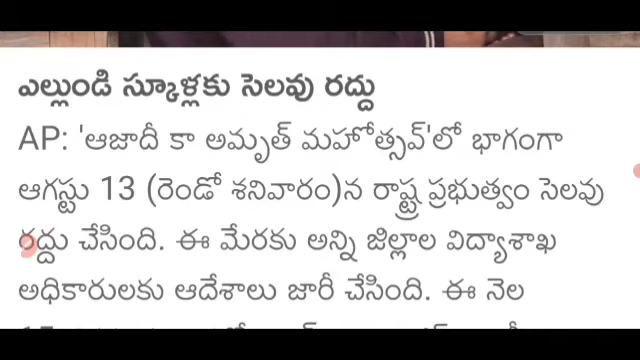 ఎల్లుండి స్కూళ్లకు సెలవు రద్దు
AP: 'ఆజాదీ కా అమృత్ మహోత్సవ్'లో భాగంగా
ఆగస్టు 13 (రెండో శనివారం)న రాష్ట్ర ప్రభుత్వం సెలవు
రద్దు చేసింది. ఈ మేరకు అన్ని జిల్లాల విద్యాశాఖ
అధికారులకు ఆదేశాలు జారీ చేసింది. ఈ నెల